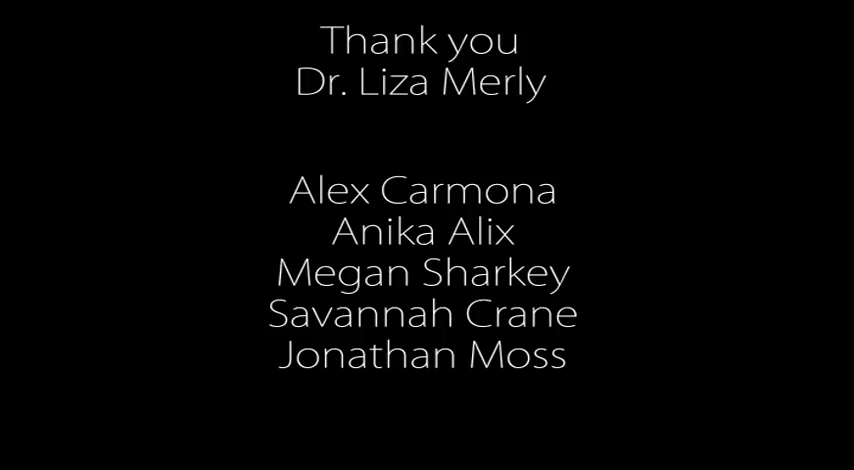 Thank you
Dr. Liza Merly
Alex Carmona
Anika Alix
Megan Sharkey
Savannah Crane
Jonathan Moss